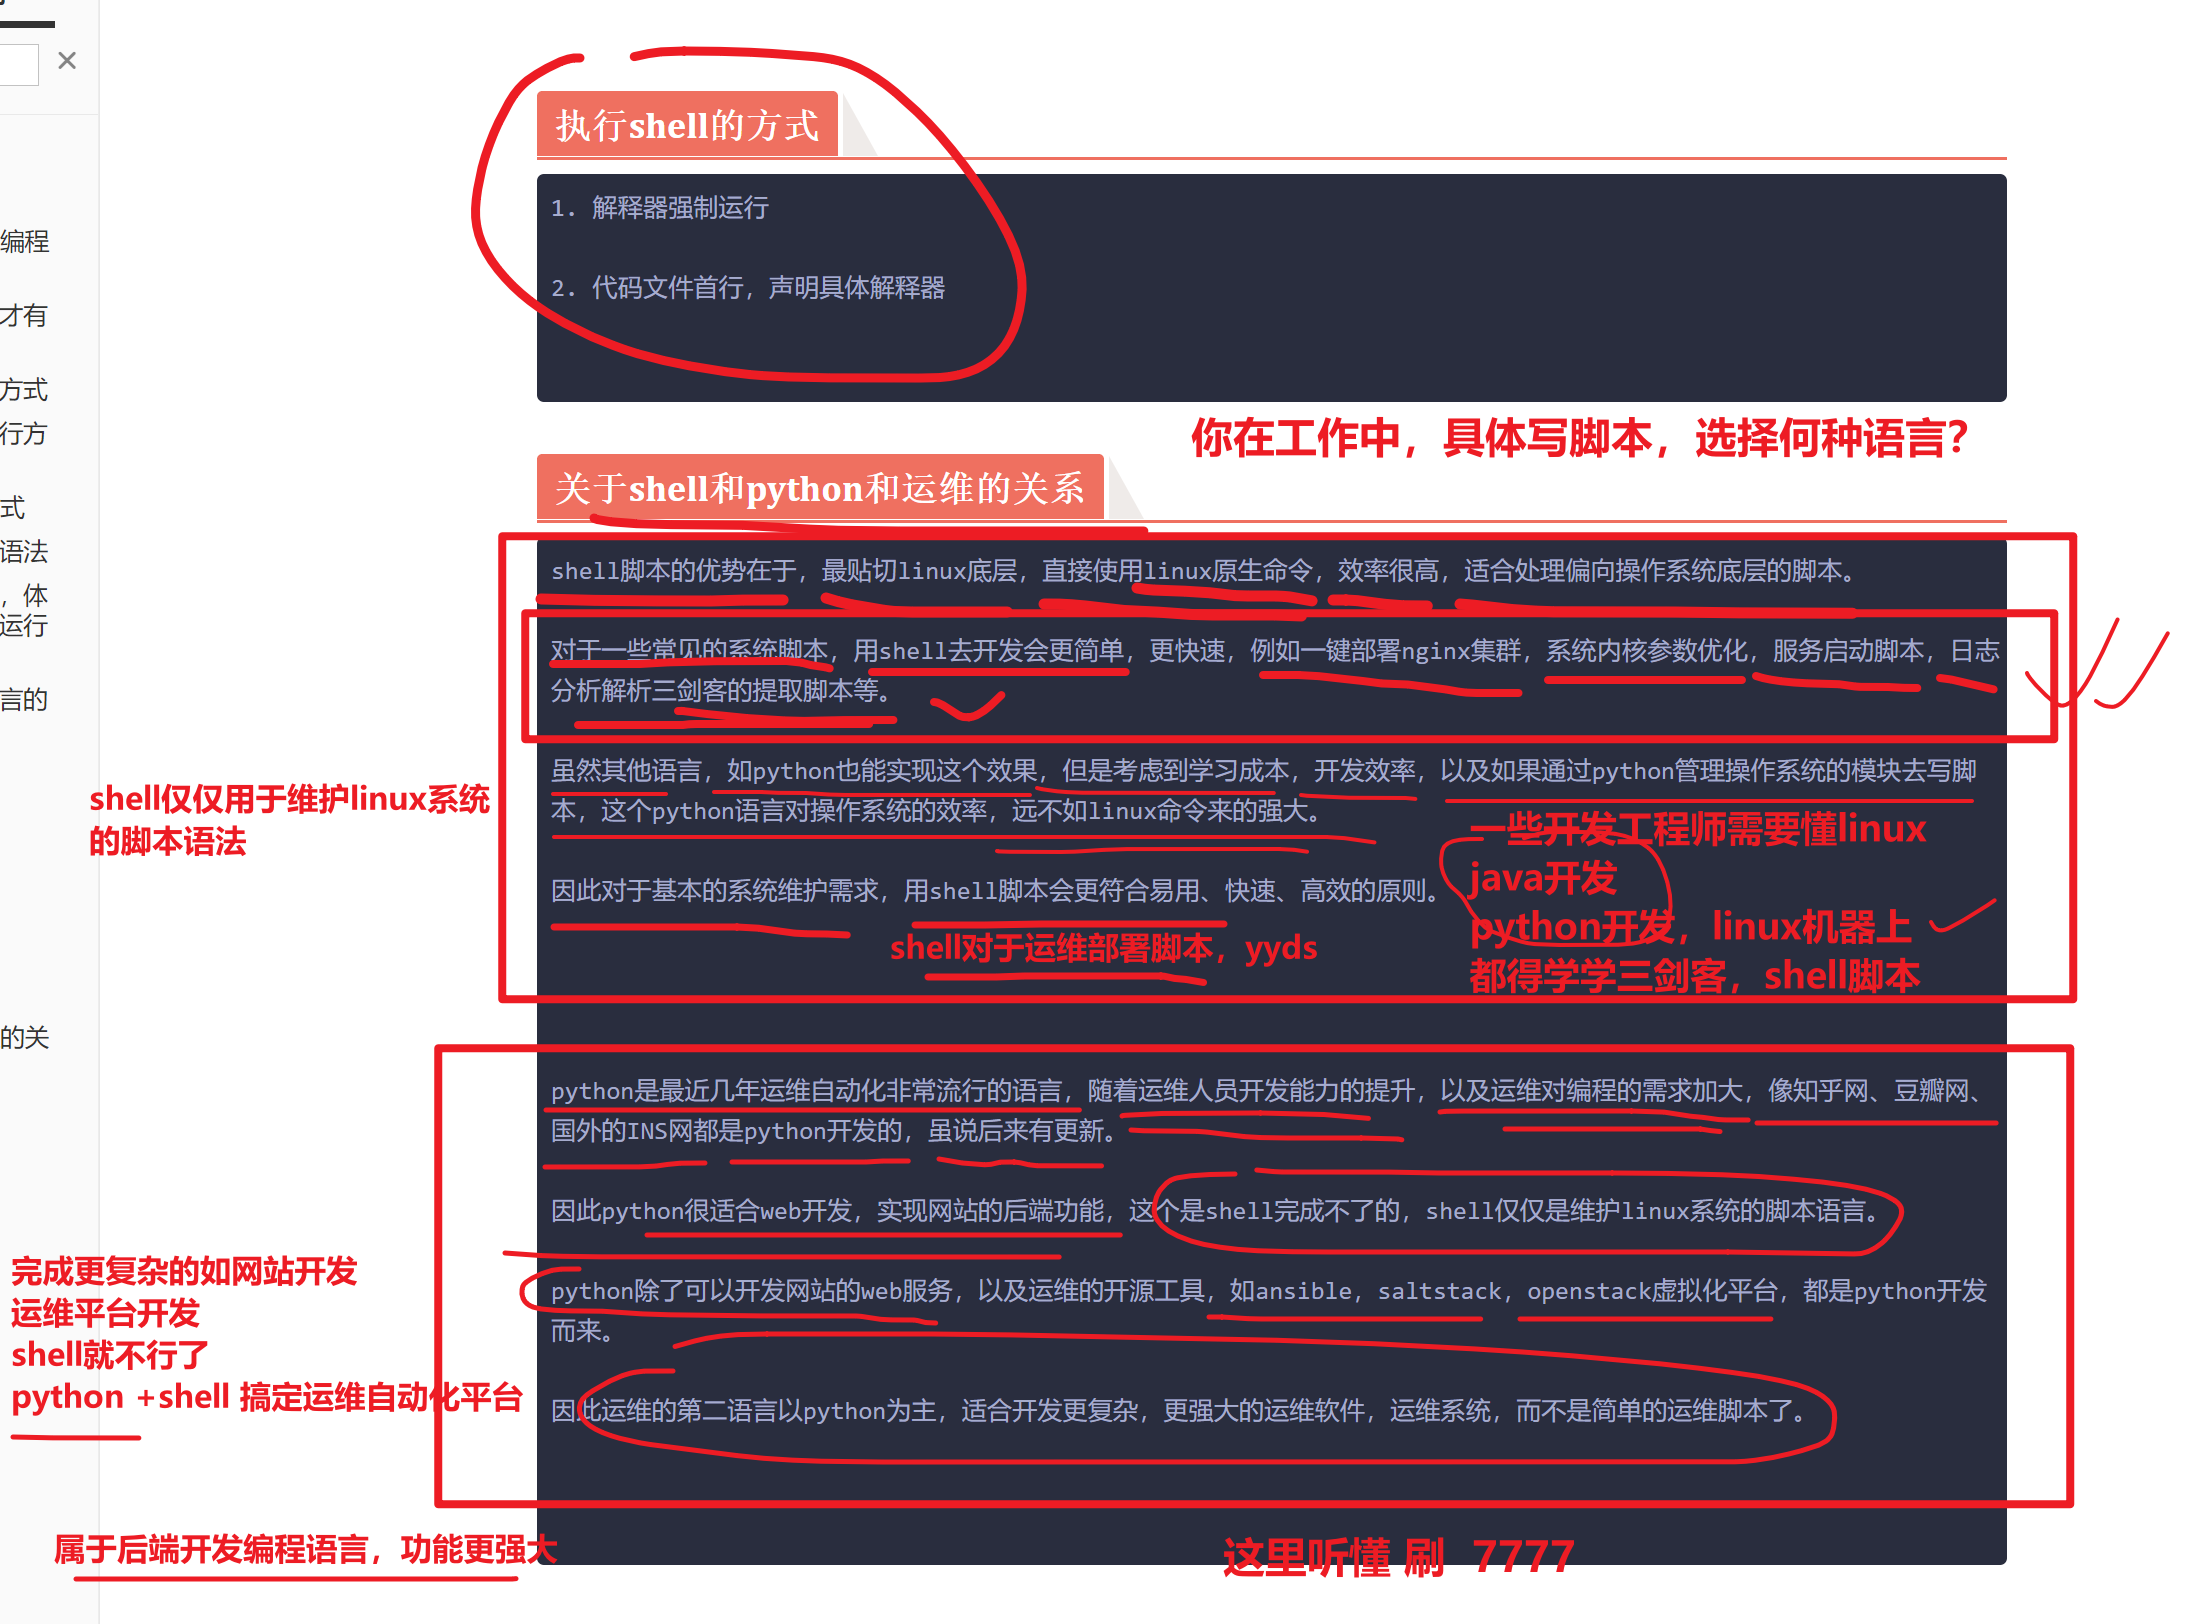 执行shell的方式
1. 解释器强制运行
2. 代码文件首行，声明具体解释器
你在工作中，具体写脚本，选择何种语言？
关于shell和python和运维的关系
shell脚本的优势在于，最贴切linux底层，直接使用linux原生命令，效率很高，适合处理偏向操作系统底层的脚本。
对于一些常见的系统脚本，用shell去开发会更简单，更快速，例如一键部署nginx集群，系统内核参数优化，服务启动脚本，日志
分析解析三剑客的提取脚本等。
虽然其他语言，如python也能实现这个效果，但是考虑到学习成本，开发效率，以及如果通过python管理操作系统的模块去写脚
本，这个python语言对操作系统的效率，远不如linux命令来的强大。
因此对于基本的系统维护需求，用shell脚本会更符合易用、快速、高效的原则。
shell仅仅用于维护linux系统
的脚本语法
一些开发工程师需要懂linux
java开发
python开发，linux机器上
都得学学三剑客，shell脚本
shell对于运维部署脚本，yyds
python是最近几年运维自动化非常流行的语言，随着运维人员开发能力的提升，以及运维对编程的需求加大，像知乎网、豆瓣网、
国外的INS网都是python开发的，虽说后来有更新。
因此python很适合web开发，实现网站的后端功能，这个是shell完成不了的，shell仅仅是维护linux系统的脚本语言。
python除了可以开发网站的web服务，以及运维的开源工具，如ansible，saltstack，openstack虚拟化平台，都是python开发
而来。
因此运维的第二语言以python为主，适合开发更复杂，更强大的运维软件，运维系统，而不是简单的运维脚本了。
完成更复杂的如网站开发
运维平台开发
shell就不行了
python +shell 搞定运维自动化平台
属于后端开发编程语言，功能更强大
这里听懂 刷 7777
编程
才有
方式
行方
式
语法
，体
运行
言的
的关